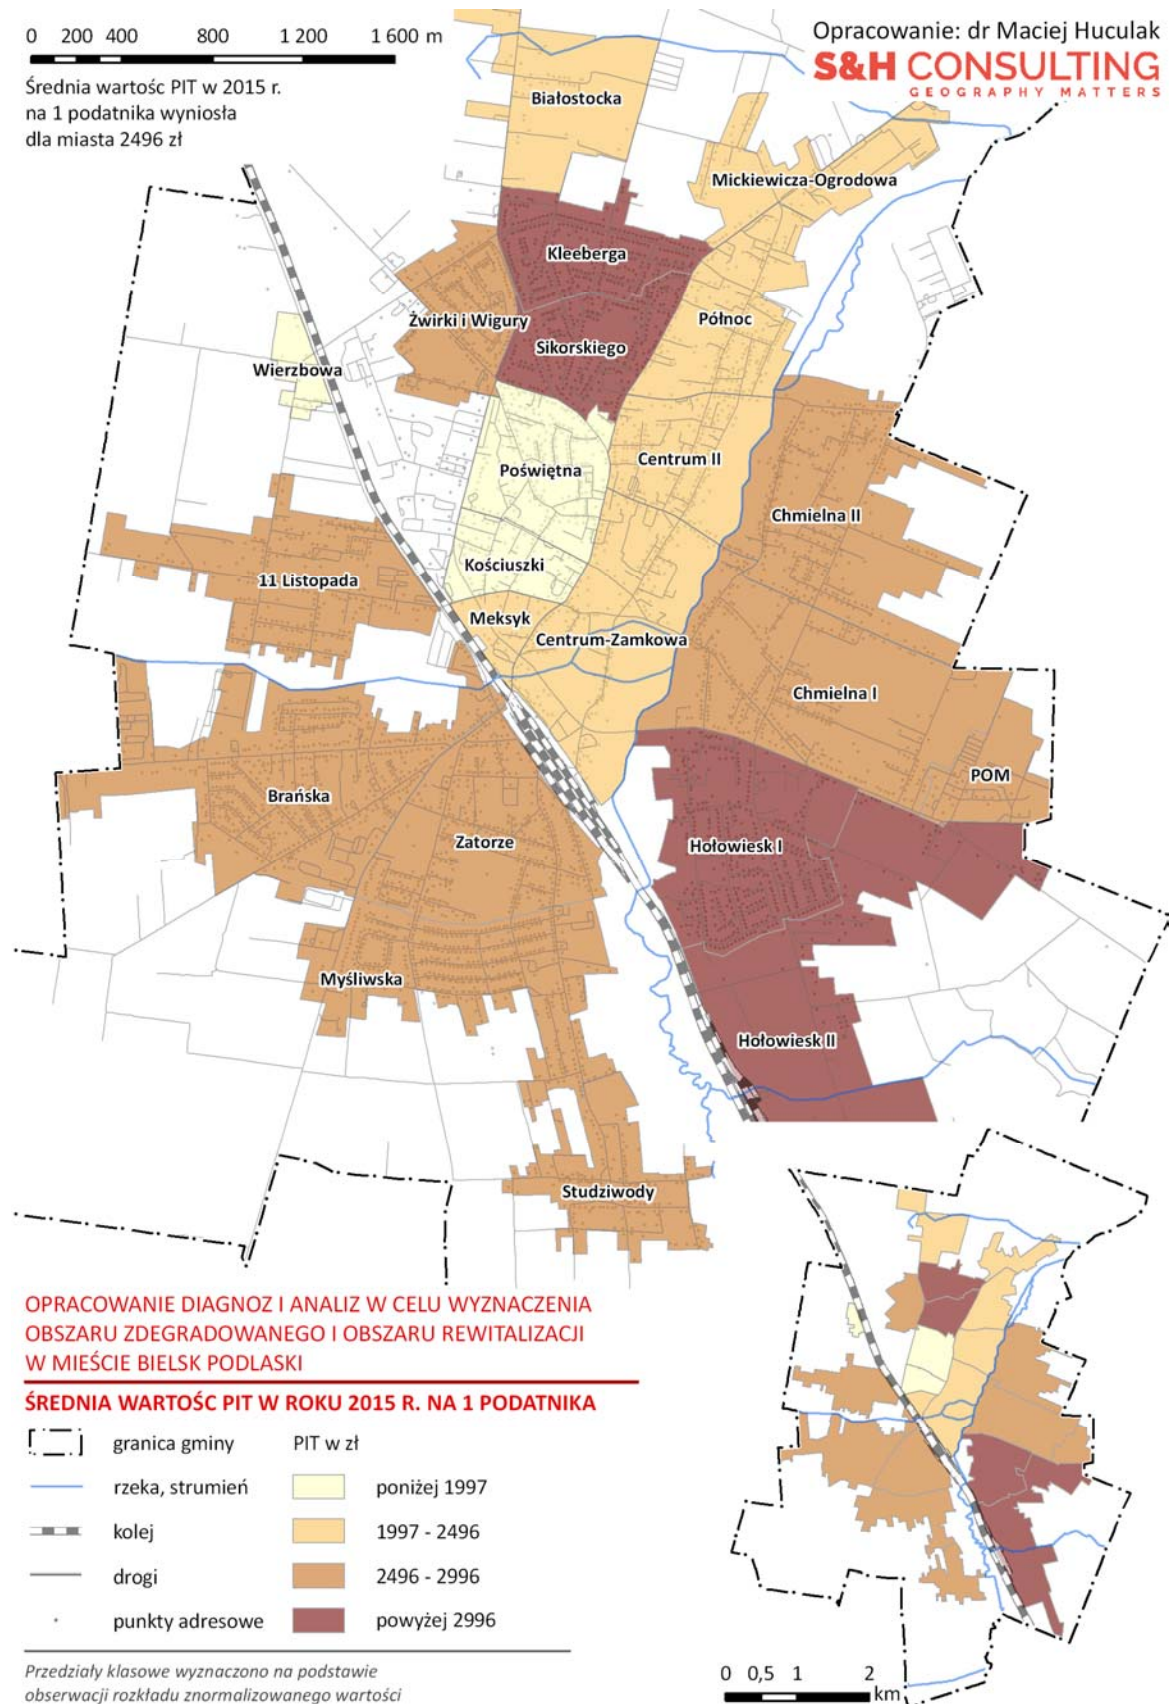 0 200 400 800 1 200 1 600 m
Średnia wartośc PIT w 2015 r.
na 1 podatnika wyniosła
dla miasta 2496 zł
Opracowanie: dr Maciej Huculak
S&H CONSULTING
GEOGRAPHY MATTERS
Białostocka
Mickiewicza-Ogrodowa
Kleeberga
Żwirki i Wigury
Północ
Sikorskiego
Wierzbowa
Poświętna
Centrum II
Chmielna II
Kościuszki
11 Listopada
Meksyk
Centrum-Zamkowa
Chmielna I
POM
Brańska
Zatorze
Hołowiesk I
Myśliwska
Hołowiesk II
Studziwody
OPRACOWANIE DIAGNOZ I ANALIZ W CELU WYZNACZENIA
OBSZARU ZDEGRADOWANEGO I OBSZARU REWITALIZACJI
W MIEŚCIE BIELSK PODLASKI
ŚREDNIA WARTOŚC PIT W ROKU 2015 R. NA 1 PODATNIKA
granica gminy
PIT w zł
rzeka, strumień
poniżej 1997
kolej
1997 - 2496
drogi
2496 - 2996
punkty adresowe
powyżej 2996
Przedziały klasowe wyznaczono na podstawie
obserwacji rozkładu znormalizowanego wartości
0 0,5 1 2
km